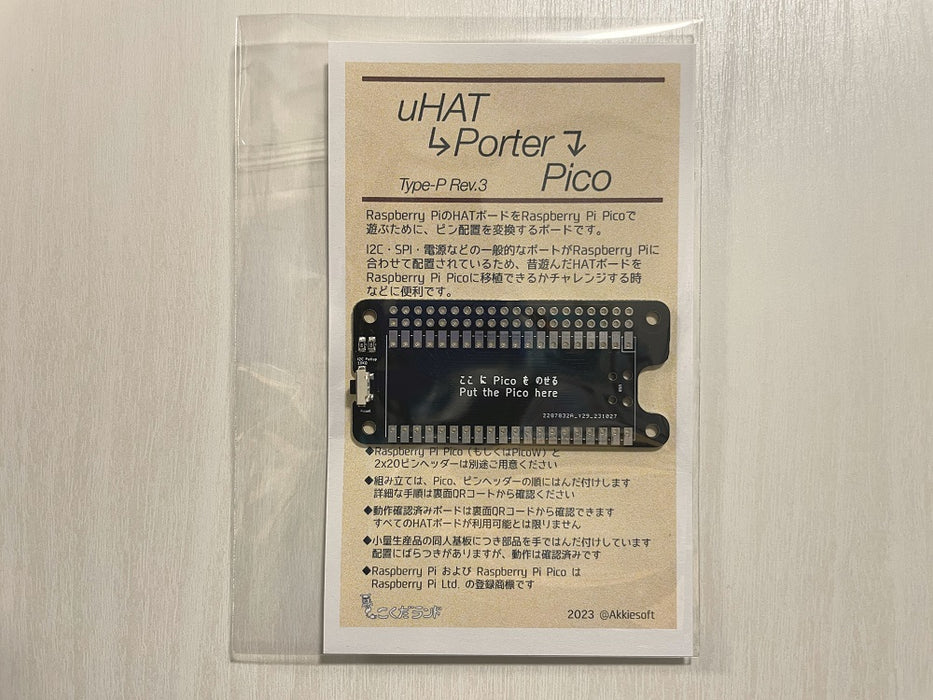 uHAT
↳Porter↴
Type-P Rev.3 Pico
Raspberry PiのHATボードをRaspberry Pi Picoで
遊ぶために、ピン配置を変換するボードです。
I2C・SPI・電源などの一般的なポートがRaspberry Piに
合わせて配置されているため、昔遊んだHATボードを
Raspberry Pi Picoに移植できるかチャレンジする時
などに便利です。
I2C Pullup
ここ に Pico を のせる
Put the Pico here
2287832A_Y29_231027
◆Raspberry Pi Pico（もしくはPicoW）と
2x20ピンヘッダーは別途ご用意ください
◆組み立ては、Pico、ピンヘッダーの順にはんだ付けします
詳細な手順は裏面QRコードから確認ください
◆動作確認済みボードは裏面QRコードから確認できます
すべてのHATボードが利用可能とは限りません
◆小量生産品の同人基板につき部品を手ではんだ付けしています
配置にばらつきがありますが、動作は確認済みです
◆Raspberry Pi および Raspberry Pi Pico は
Raspberry Pi Ltd. の登録商標です
こくだランド
2023 @Akkiesoft